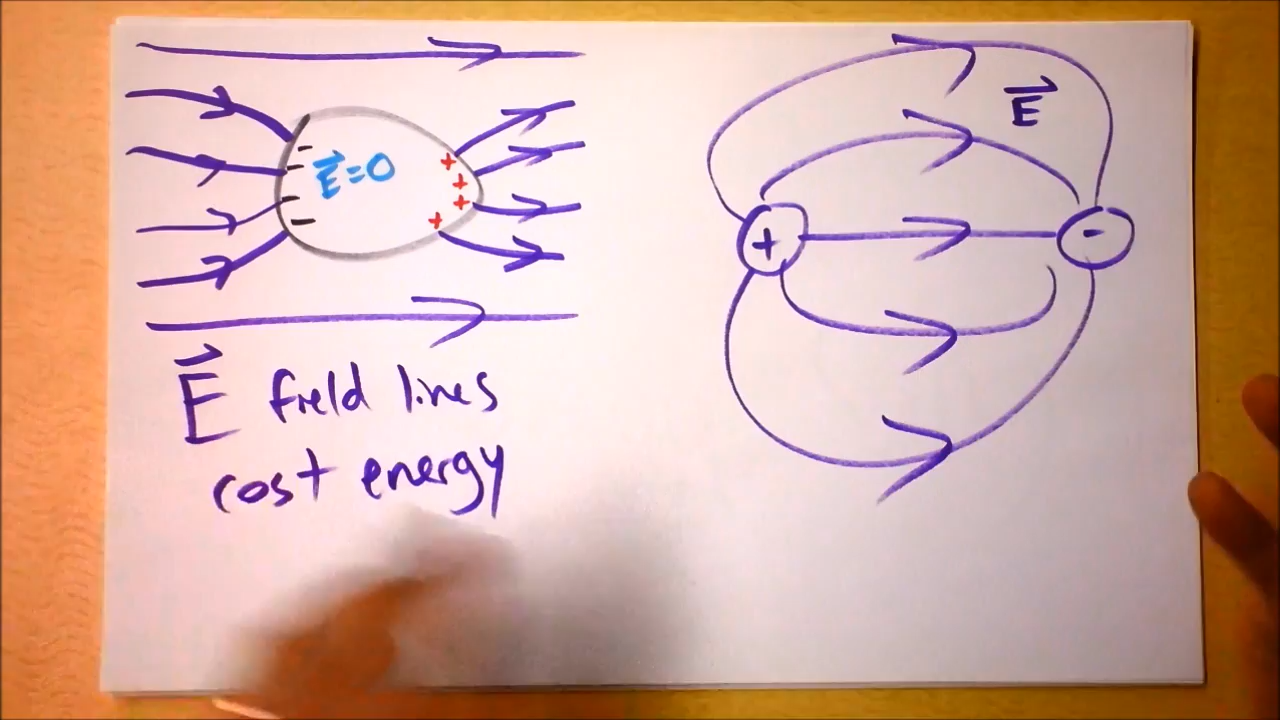 - - - -
E⃗=0
+ + + +
E⃗ field lines
cost energy
E⃗
+
-